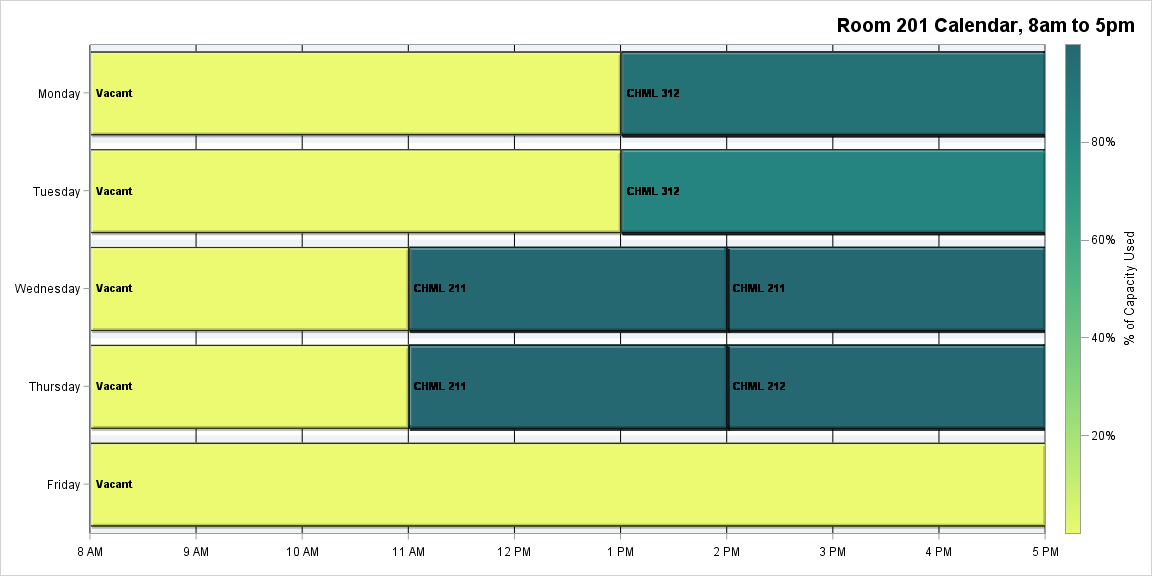 Room 201 Calendar, 8am to 5pm
Monday
Vacant
CHML 312
Tuesday
Vacant
CHML 312
Wednesday
Vacant
CHML 211
CHML 211
Thursday
Vacant
CHML 211
CHML 212
Friday
Vacant
8 AM 9 AM 10 AM 11 AM 12 PM 1 PM 2 PM 3 PM 4 PM 5 PM
80%
60%
40%
20%
% of Capacity Used